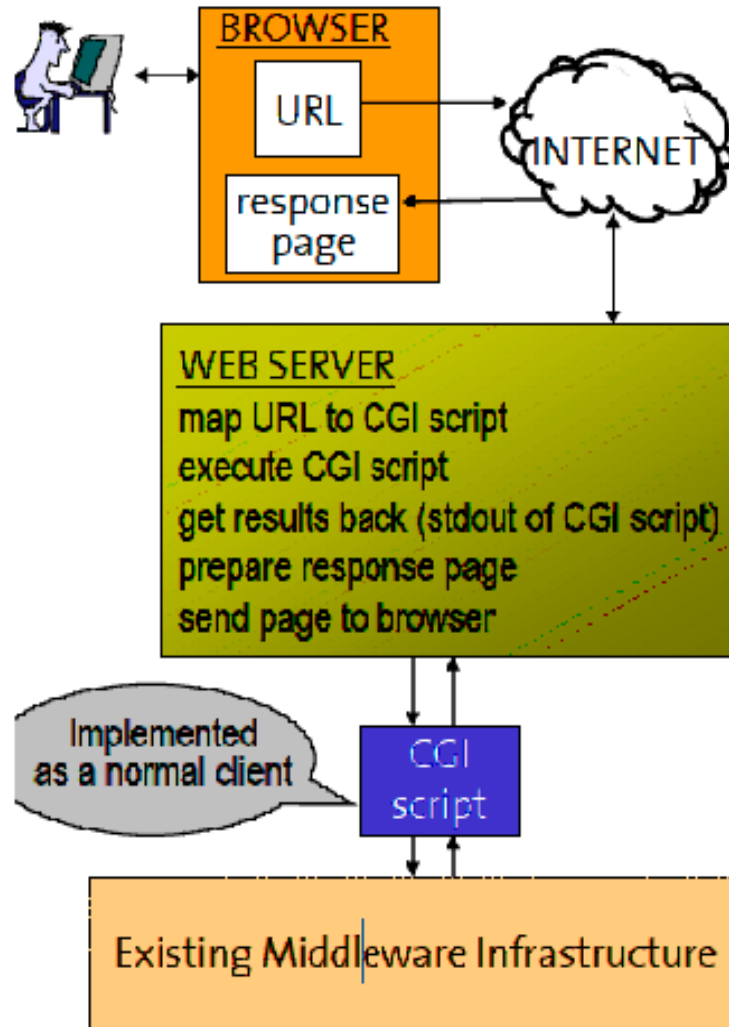 BROWSER
URL
INTERNET
response
page
WEB SERVER
map URL to CGI script
execute CGI script
get results back (stdout of CGI script)
prepare response page
send page to browser
Implemented
as a normal client
CGI
script
Existing Middleware Infrastructure